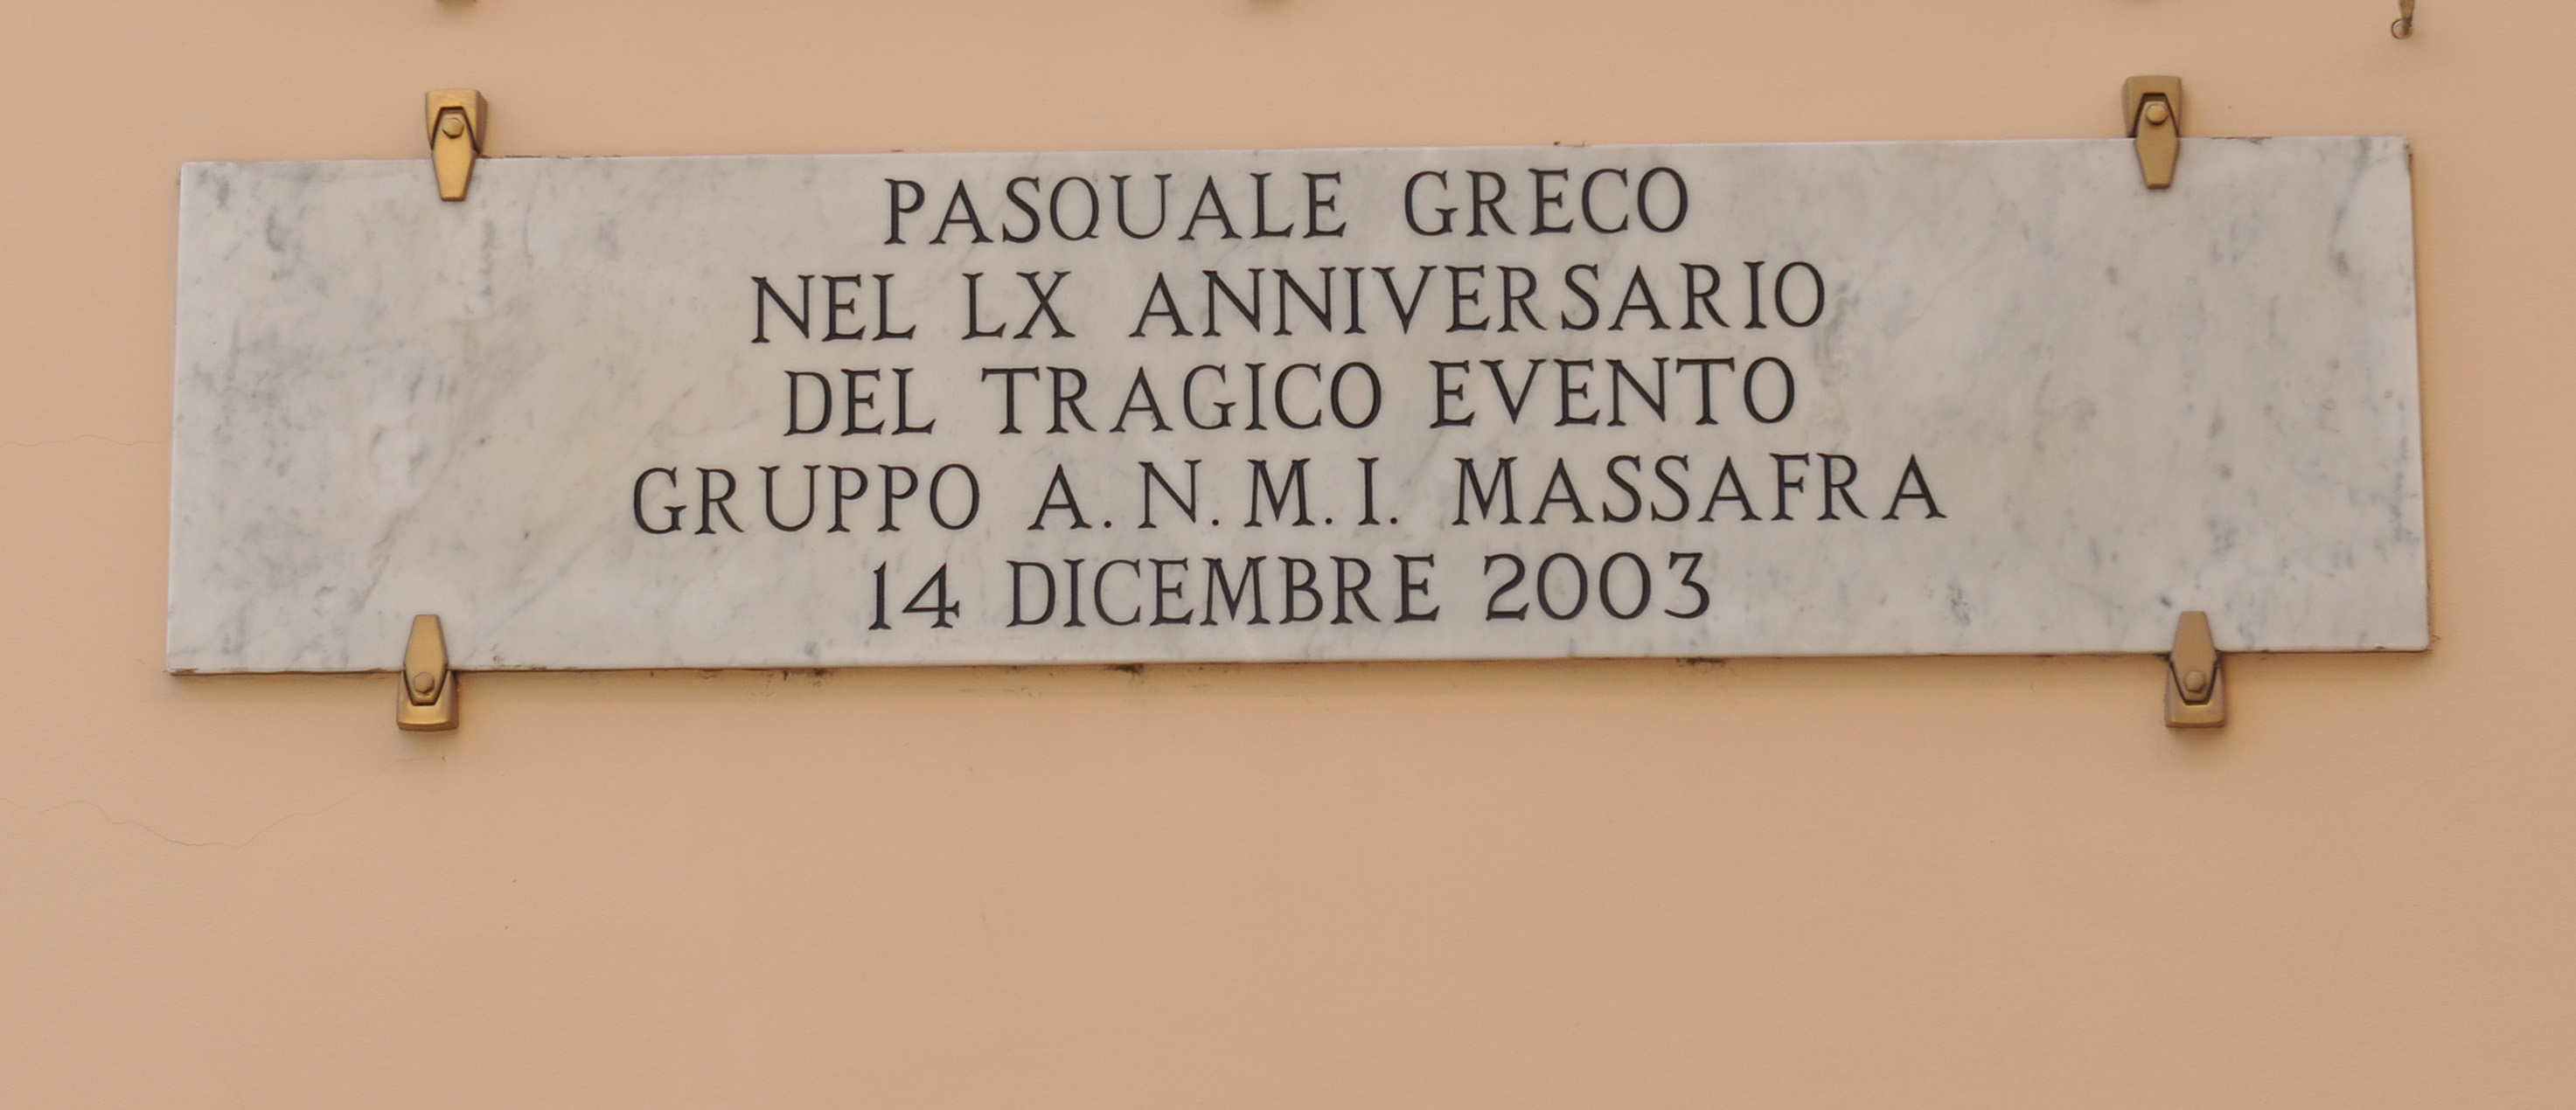 PASQUALE GRECO
NEL LX ANNIVERSARIO
DEL TRAGICO EVENTO
GRUPPO A.N.M.I. MASSAFRA
14 DICEMBRE 2003